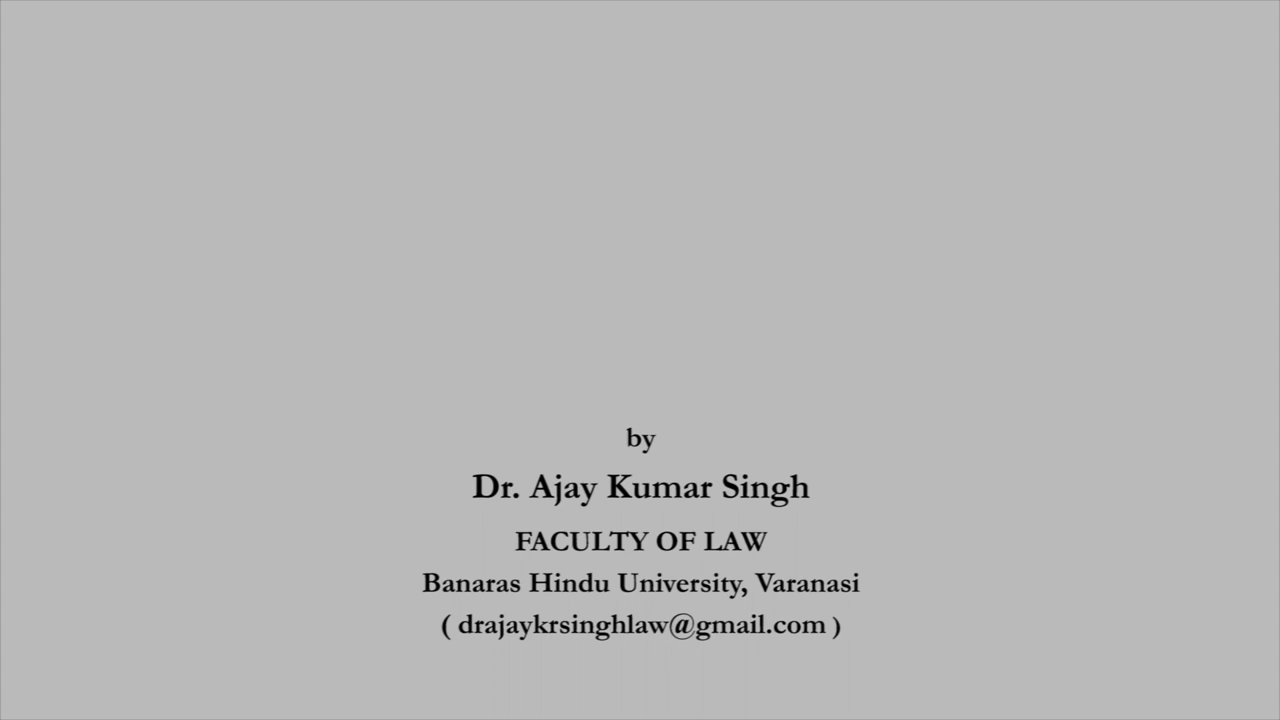 by
Dr. Ajay Kumar Singh
FACULTY OF LAW
Banaras Hindu University, Varanasi
( drajaykrsinghlaw@gmail.com )